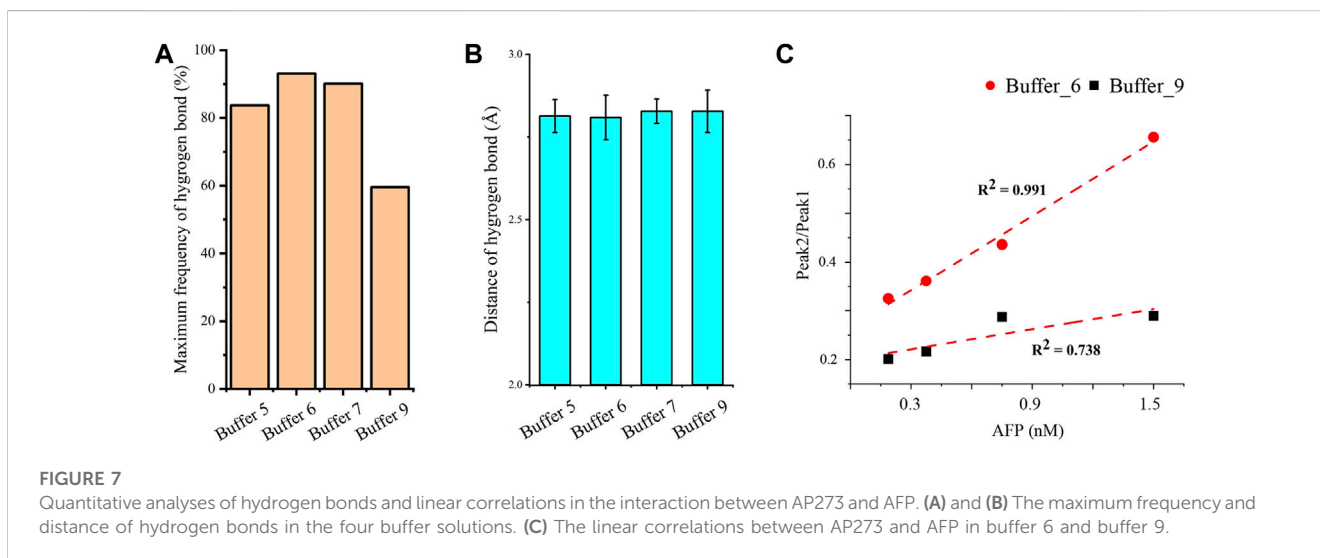 A
Maximum frequency of hygrogen bond (%)
100
80
60
40
20
0
Buffer 5
Buffer 6
Buffer 7
Buffer 9
B
Distance of hygrogen bond (Å)
3.0
2.5
2.0
Buffer 5
Buffer 6
Buffer 7
Buffer 9
C
Buffer_6 Buffer_9
Peak2/Peak1
0.6
0.4
0.2
R² = 0.991
R² = 0.738
0.3 0.9 1.5
AFP (nM)
FIGURE 7
Quantitative analyses of hydrogen bonds and linear correlations in the interaction between AP273 and AFP. (A) and (B) The maximum frequency and
distance of hydrogen bonds in the four buffer solutions. (C) The linear correlations between AP273 and AFP in buffer 6 and buffer 9.